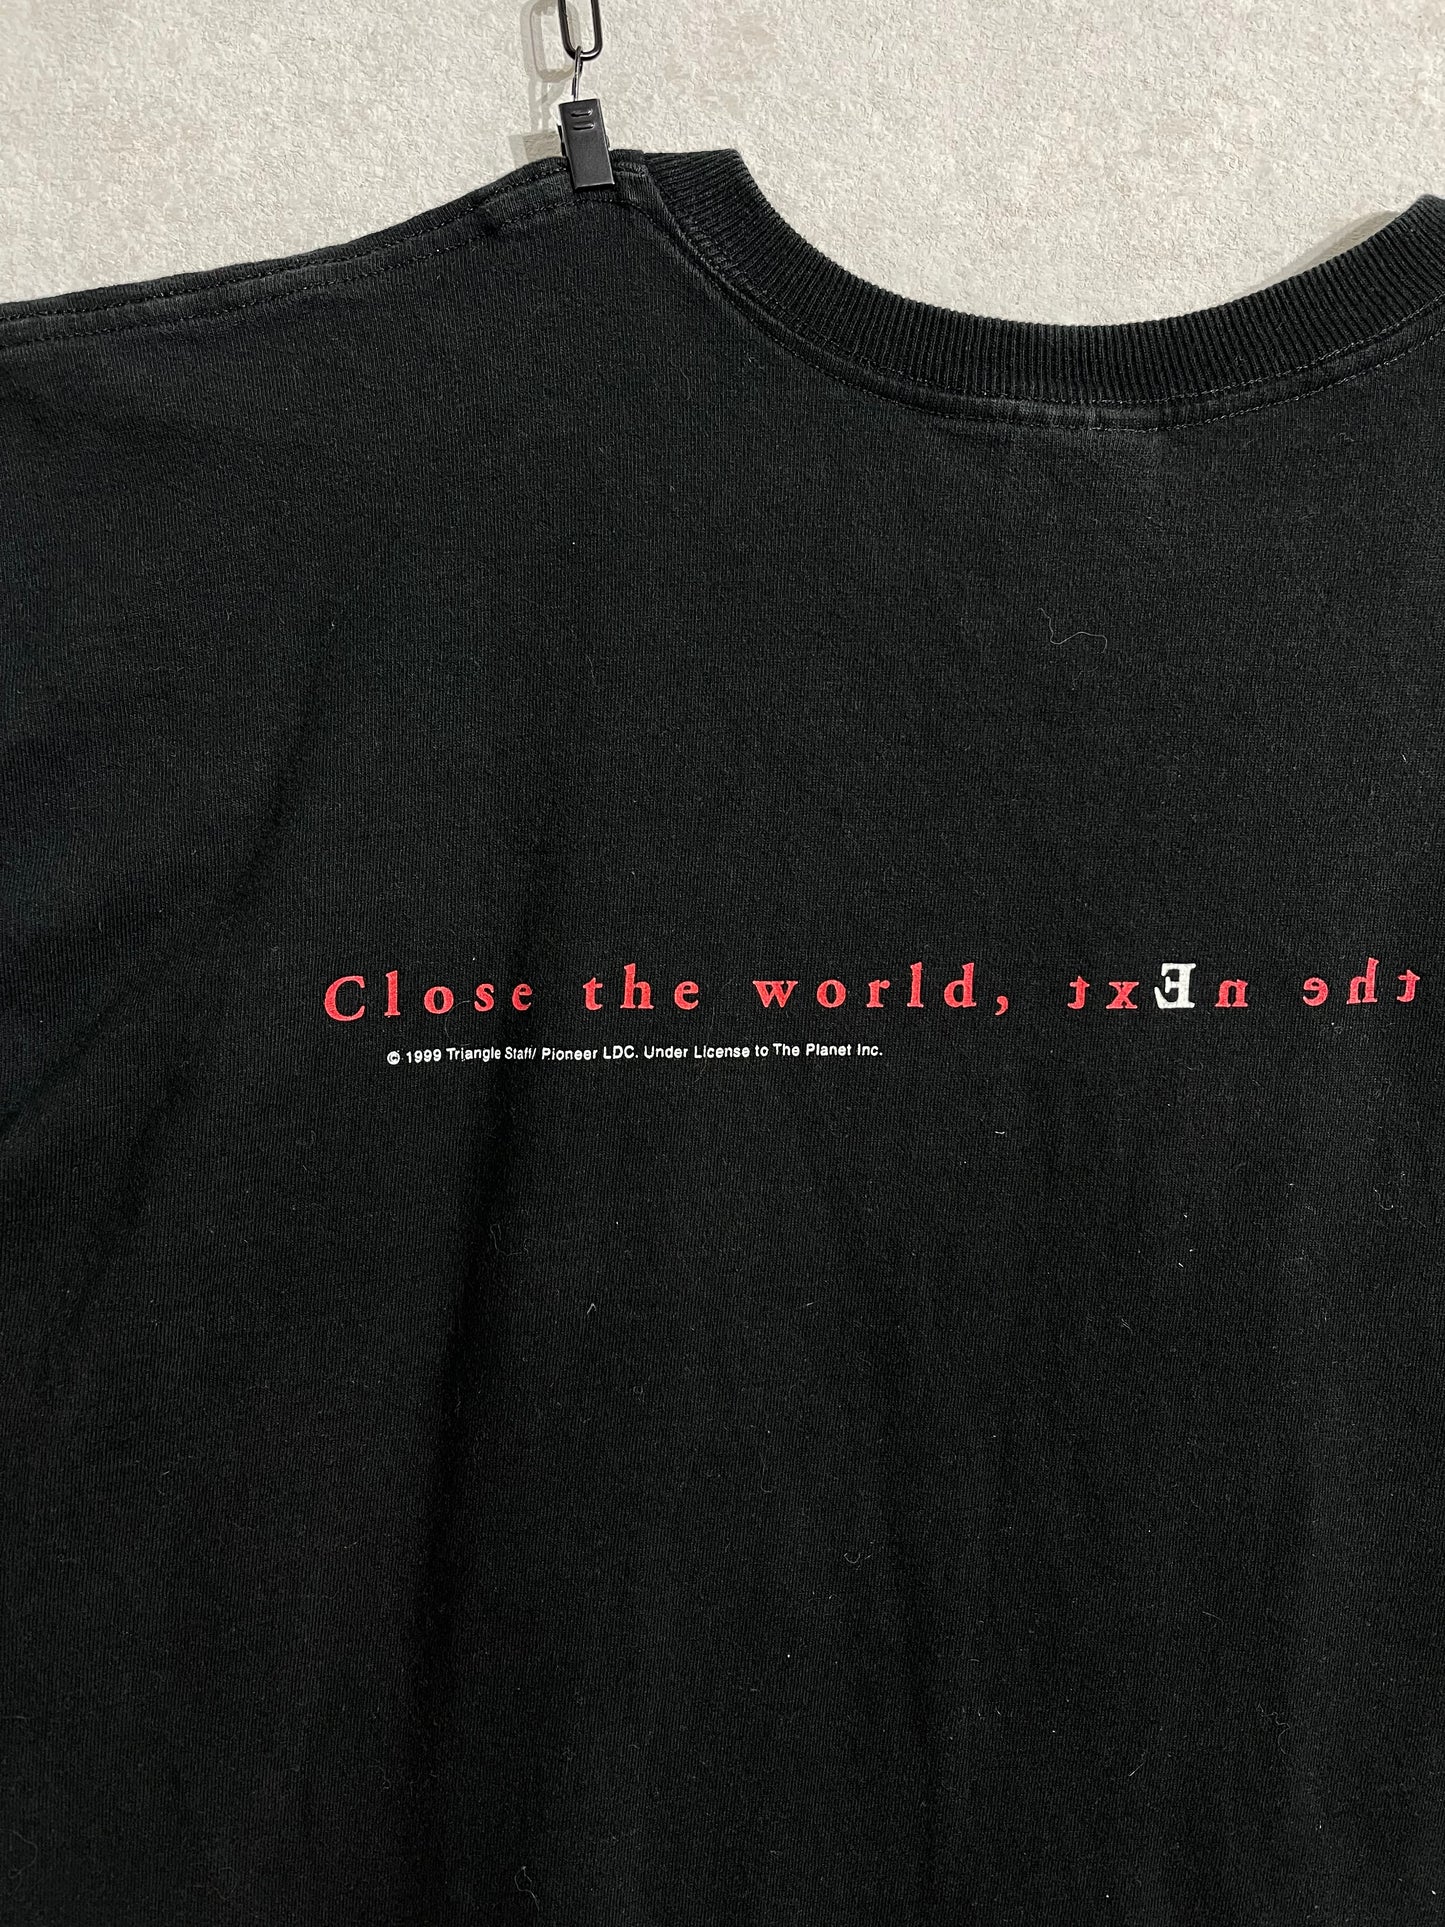 Close the world, txEn eht
© 1999 Triangle Staff/ Pioneer LDC. Under License to The Planet Inc.